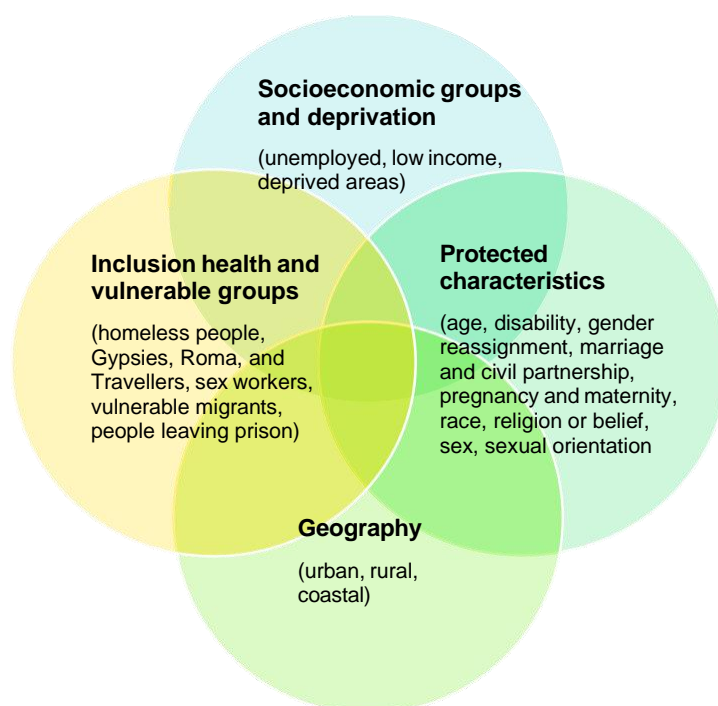 Socioeconomic groups
and deprivation
(unemployed, low income,
deprived areas)
Inclusion health and
vulnerable groups
(homeless people,
Gypsies, Roma, and
Travellers, sex workers,
vulnerable migrants,
people leaving prison)
Protected
characteristics
(age, disability, gender
reassignment, marriage
and civil partnership,
pregnancy and maternity,
race, religion or belief,
sex, sexual orientation
Geography
(urban, rural,
coastal)